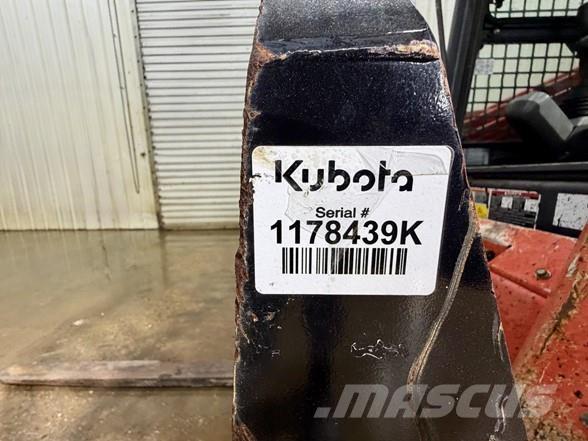 Kubota
Serial #
1178439K
MASCUS